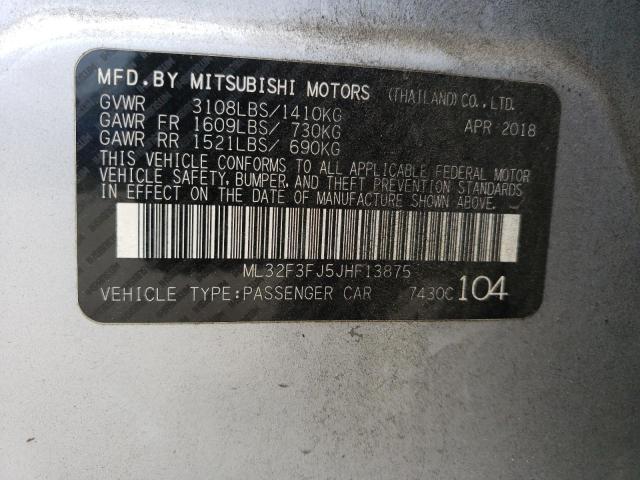 MFD.BY MITSUBISHI MOTORS (THAILAND)CO.,LTD.
GVWR 3108LBS/1410KG APR 2018
GAWR FR 1609LBS/ 730KG
GAWR RR 1521LBS/ 690KG
THIS VEHICLE CONFORMS TO ALL APPLICABLE FEDERAL MOTOR
VEHICLE SAFETY, BUMPER, AND THEFT PREVENTION STANDARDS
IN EFFECT ON THE DATE OF MANUFACTURE SHOWN ABOVE.
ML32F3FJ5JHF13875
VEHICLE TYPE:PASSENGER CAR 7430C 104